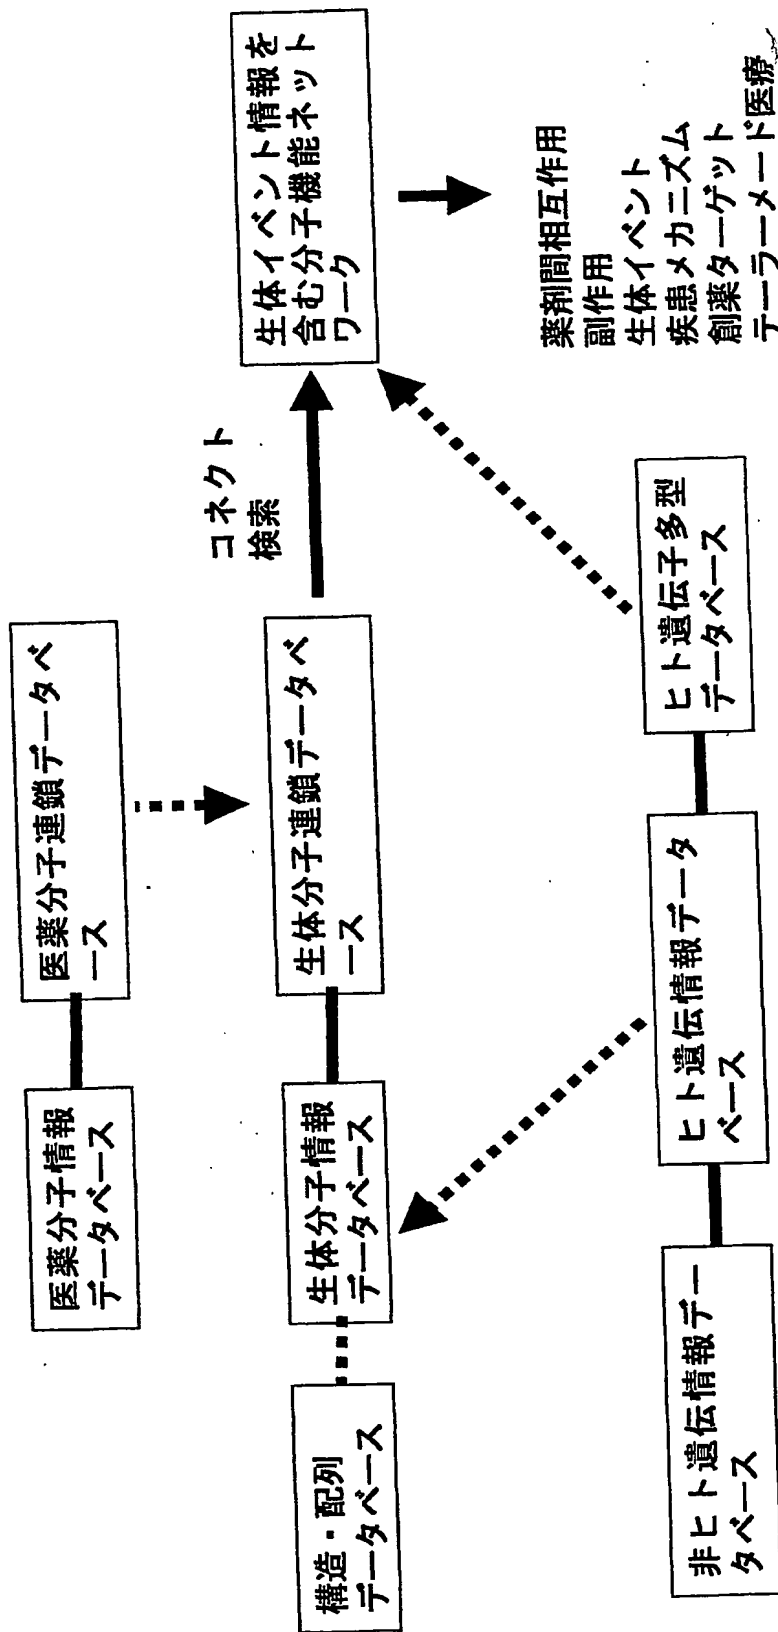 医薬分子情報
データベース
医薬分子連鎖データベ
ース
構造・配列
データベース
生体分子情報
データベース
生体分子連鎖データベ
ース
コネクト
検索
生体イベント情報を
含む分子機能ネット
ワーク
非ヒト遺伝情報デー
タベース
ヒト遺伝情報データ
ベース
ヒト遺伝子多型
データベース
薬剤間相互作用
副作用
生体イベント
疾患メカニズム
創薬ターゲット
テーラーメード医療